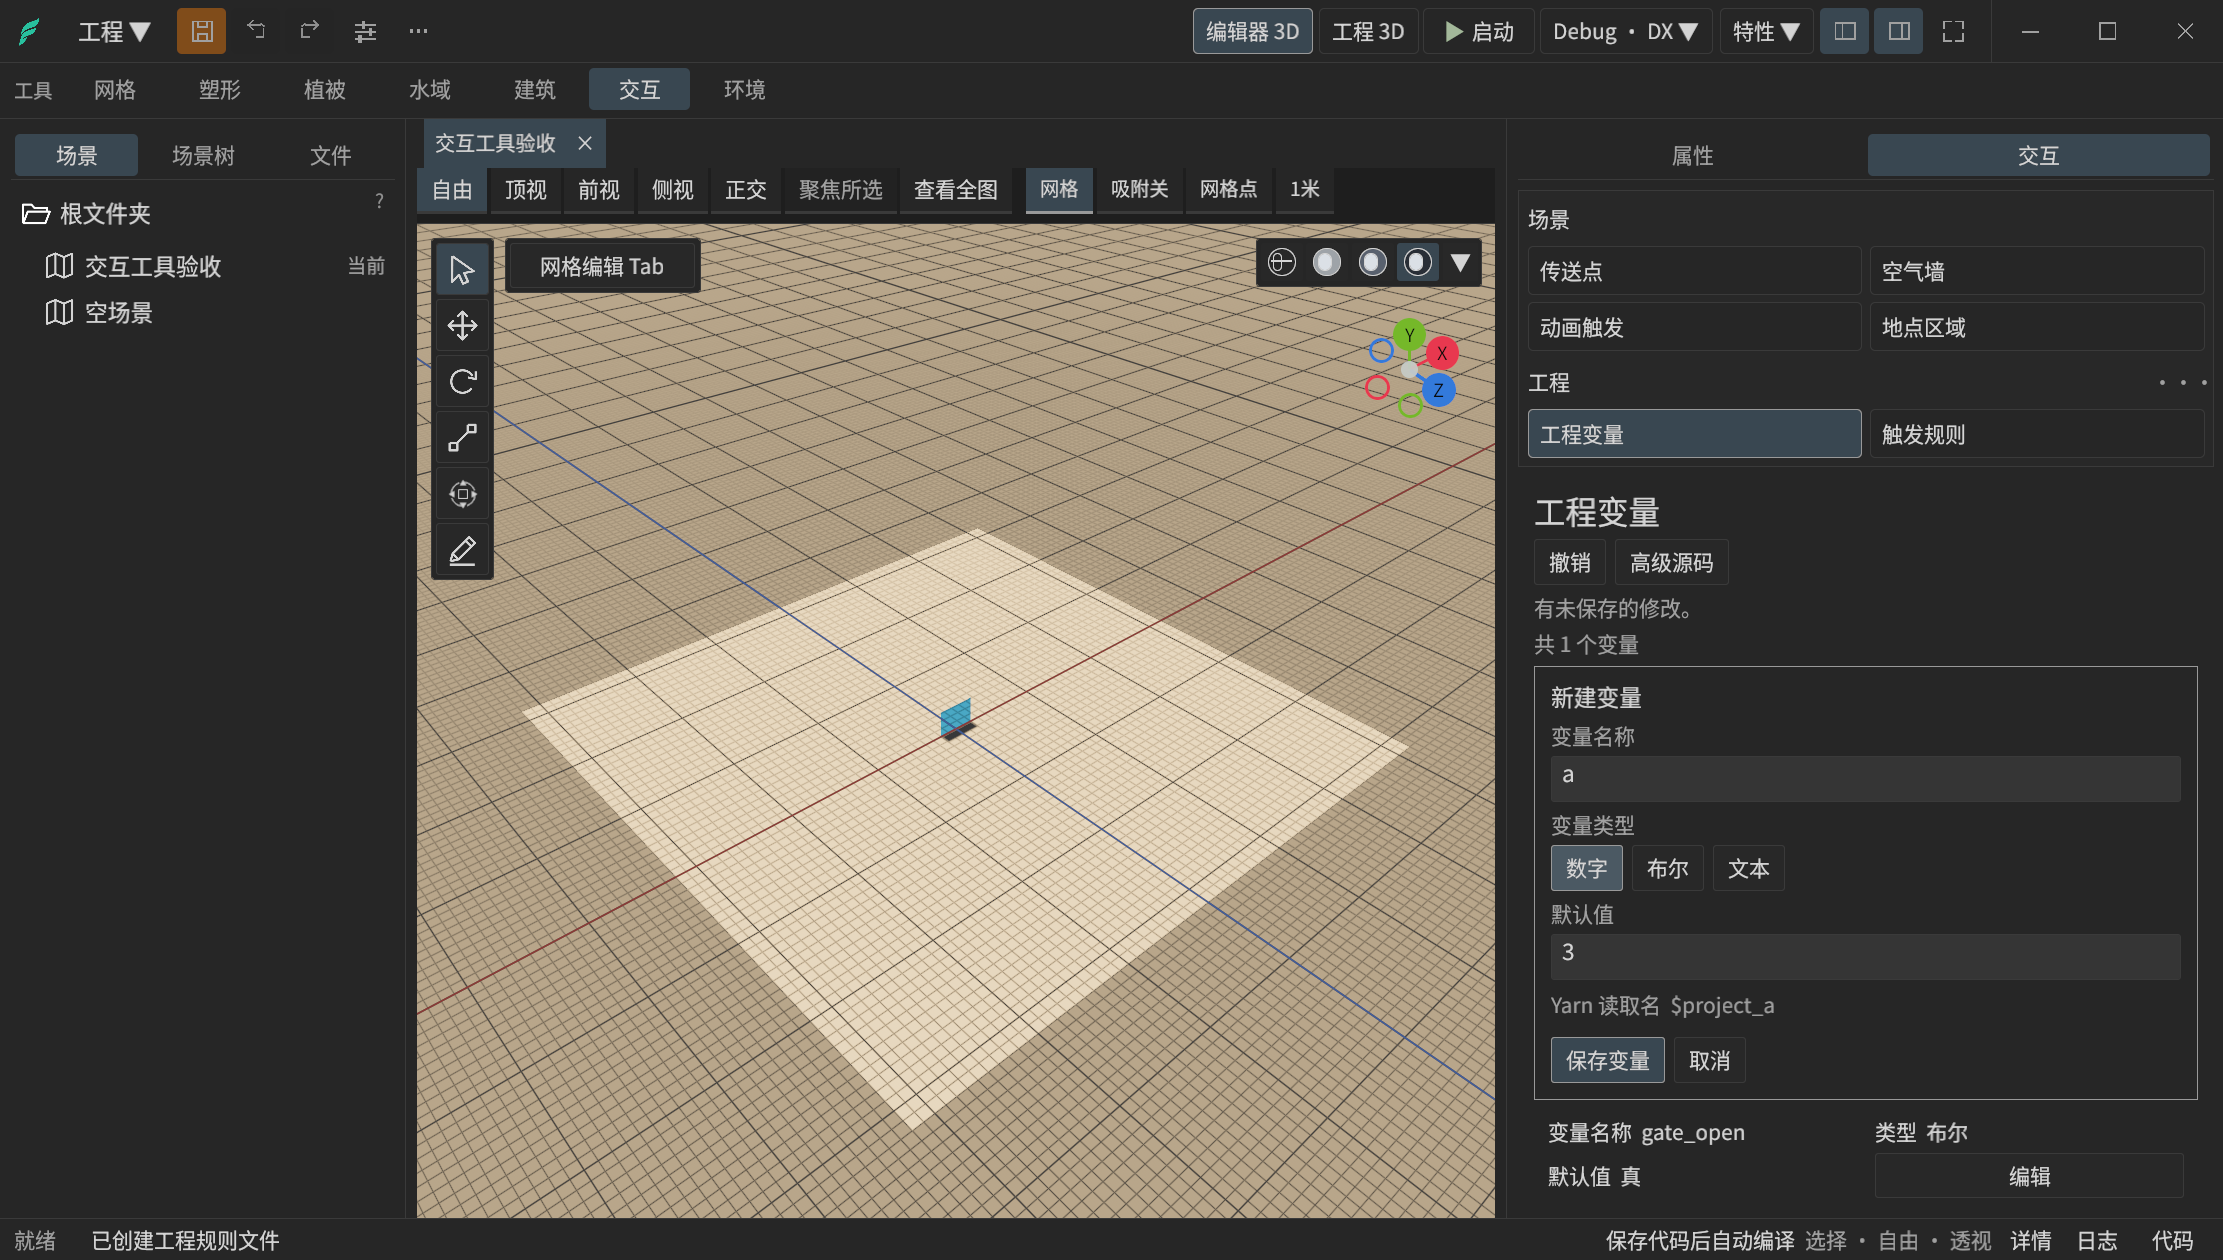 工程 ▼ 编辑器 3D 工程 3D 启动 Debug · DX ▼ 特性 ▼
工具 网格 塑形 植被 水域 建筑 交互 环境
场景 场景树 文件
?
根文件夹
交互工具验收 当前
空场景
交互工具验收 ×
自由 顶视 前视 侧视 正交 聚焦所选 查看全图 网格 吸附关 网格点 1米
网格编辑 Tab
Y
X
Z
属性 交互
场景
传送点 空气墙
动画触发 地点区域
工程 ···
工程变量 触发规则
工程变量
撤销 高级源码
有未保存的修改。
共 1 个变量
新建变量
变量名称
a
变量类型
数字 布尔 文本
默认值
3
Yarn 读取名 $project_a
保存变量 取消
变量名称 gate_open 类型 布尔
默认值 真 编辑
就绪 已创建工程规则文件 保存代码后自动编译 选择 · 自由 · 透视 详情 日志 代码